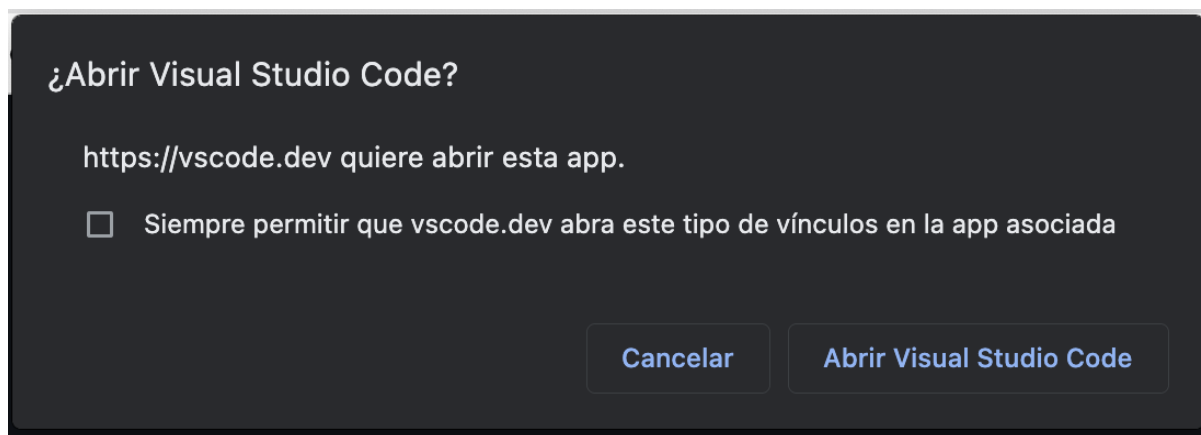 ¿Abrir Visual Studio Code?
https://vscode.dev quiere abrir esta app.
Siempre permitir que vscode.dev abra este tipo de vínculos en la app asociada
Cancelar
Abrir Visual Studio Code